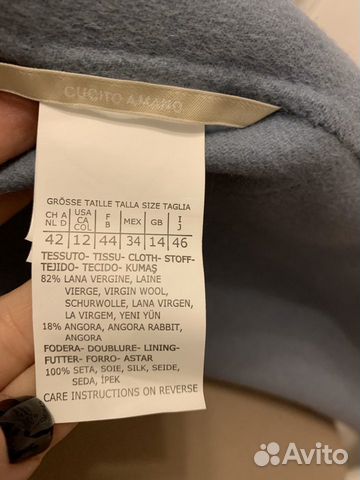 CUCITO A MANO
GRÖSSE TAILLE TALLA SIZE TAGLIA
CH A NL D | USA CA COL | F B | MEX | GB | I J
42 | 12 | 44 | 34 | 14 | 46
TESSUTO- TISSU- CLOTH- STOFF-
TEJIDO- TECIDO- KUMAŞ
82% LANA VERGINE, LAINE
VIERGE, VIRGIN WOOL,
SCHURWOLLE, LANA VIRGEN,
LA VIRGEM, YENİ YÜN
18% ANGORA, ANGORA RABBIT,
ANGORA
FODERA- DOUBLURE- LINING-
FUTTER- FORRO- ASTAR
100% SETA, SOIE, SILK, SEIDE,
SEDA, İPEK
CARE INSTRUCTIONS ON REVERSE
Avito